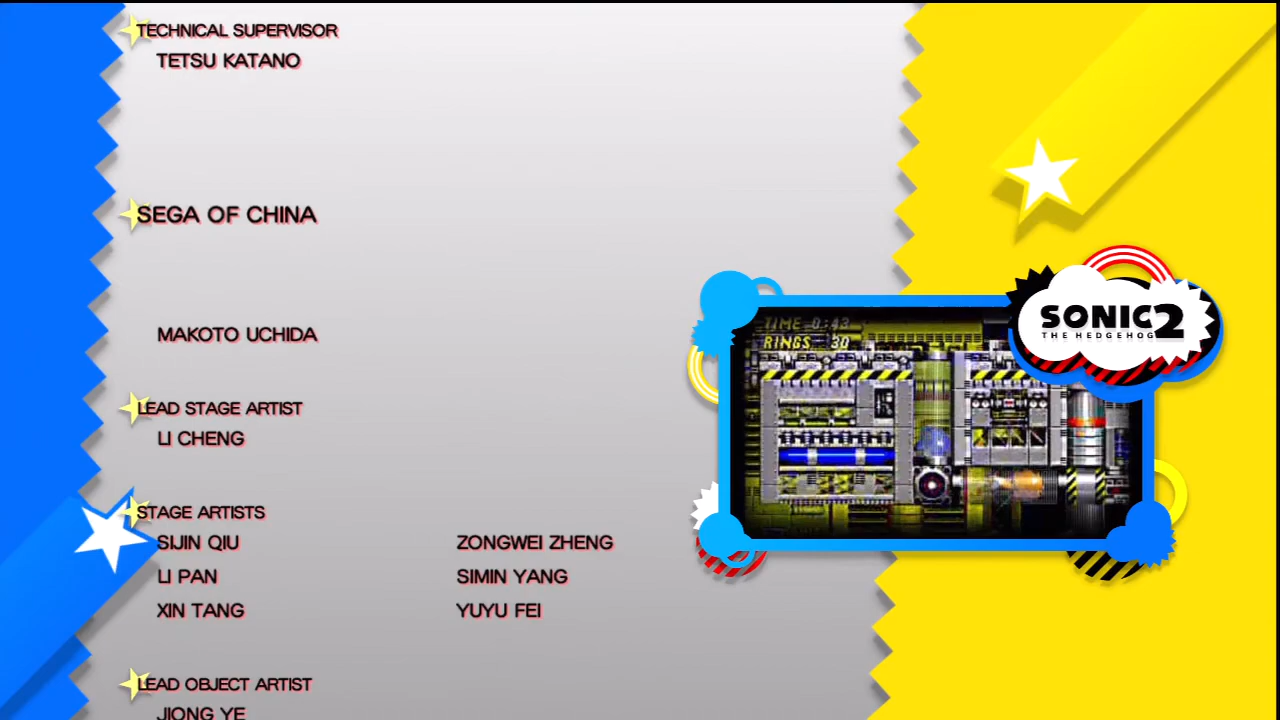 TECHNICAL SUPERVISOR
TETSU KATANO
SEGA OF CHINA
MAKOTO UCHIDA
LEAD STAGE ARTIST
LI CHENG
STAGE ARTISTS
SIJIN QIU ZONGWEI ZHENG
LI PAN SIMIN YANG
XIN TANG YUYU FEI
LEAD OBJECT ARTIST
JIONG YE
SONIC 2
THE HEDGEHOG
TIME 0:43
RINGS 30